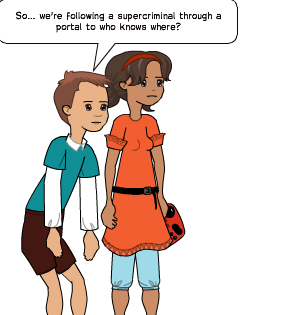 So... we're following a supercriminal through a
portal to who knows where?